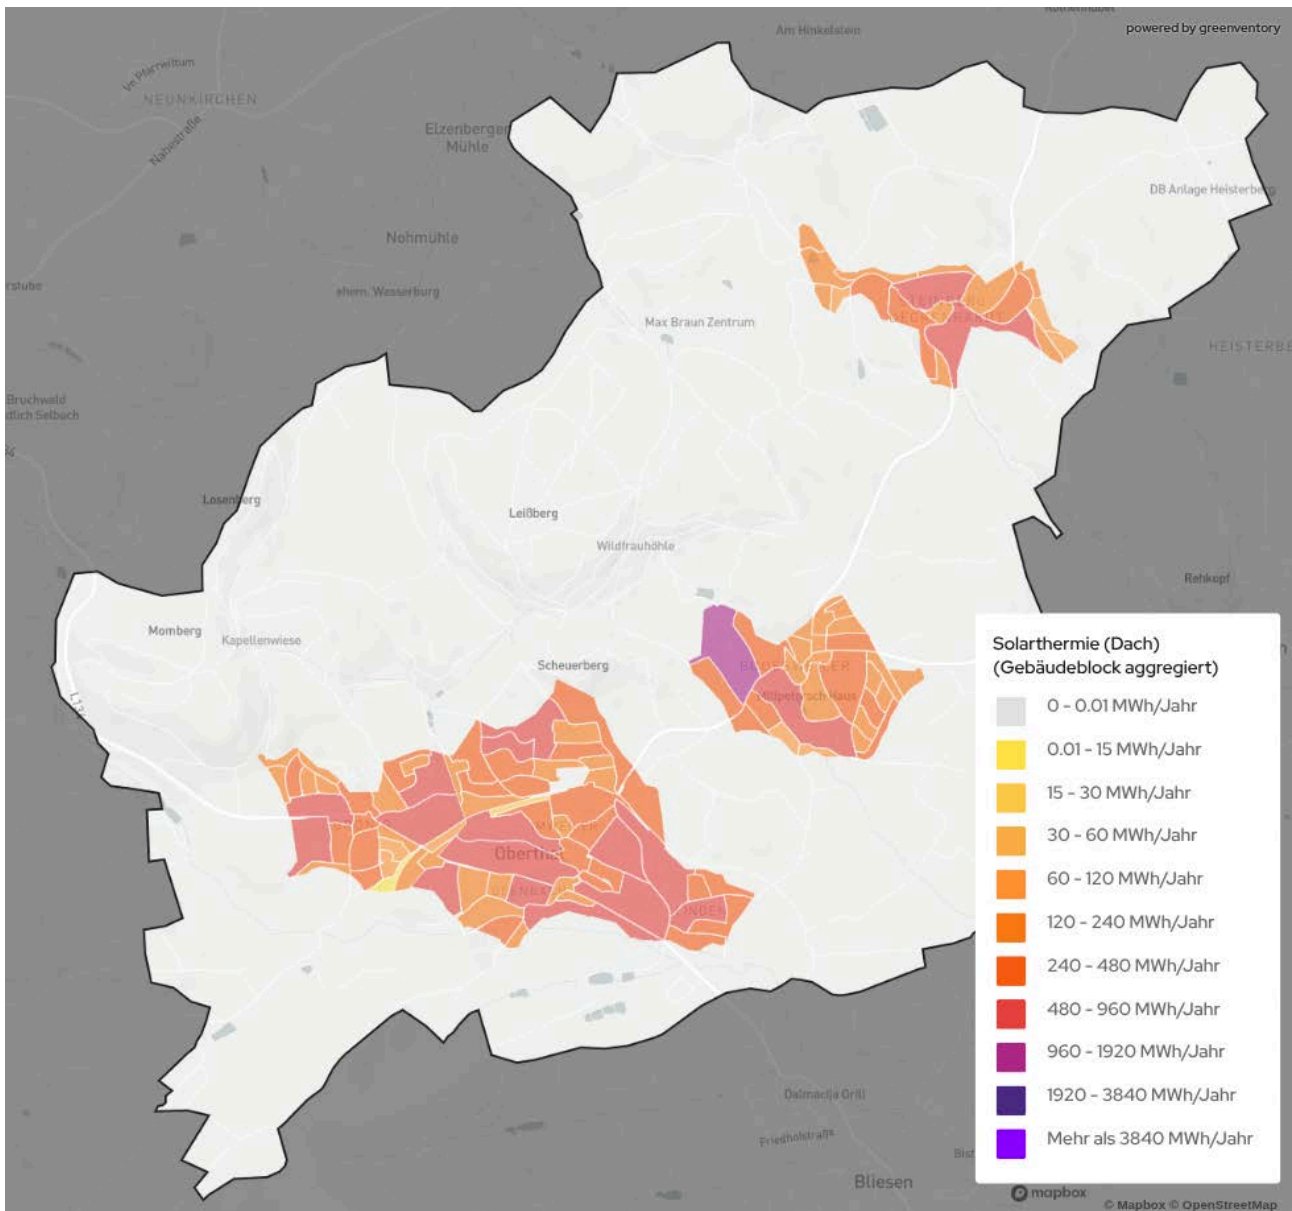 powered by greenventory
Am Hinkelstein
NEUNKIRCHEN
Nahestraße
Elzenberger
Mühle
DB Anlage Heisterberg
Nohmühle
ehem. Wasserburg
Max Braun Zentrum
Bruchwald
Losenberg
Leißberg
Wildfrauhöhle
Rehkopf
Momberg
Kapellenwiese
Scheuerberg
Oberthal
Dalmacija Grill
Friedhofstraße
Bliesen
Solarthermie (Dach)
(Gebäudeblock aggregiert)
0 - 0.01 MWh/Jahr
0.01 - 15 MWh/Jahr
15 - 30 MWh/Jahr
30 - 60 MWh/Jahr
60 - 120 MWh/Jahr
120 - 240 MWh/Jahr
240 - 480 MWh/Jahr
480 - 960 MWh/Jahr
960 - 1920 MWh/Jahr
1920 - 3840 MWh/Jahr
Mehr als 3840 MWh/Jahr
mapbox
© Mapbox © OpenStreetMap